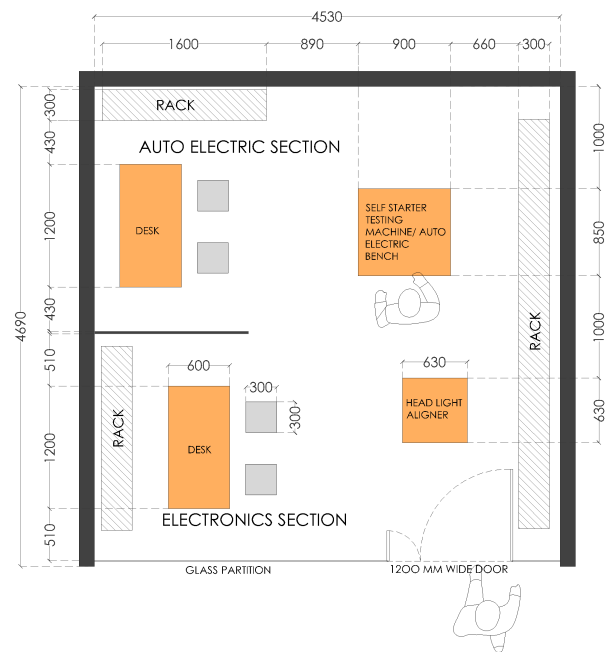 4530
1600
890
900
660
300
300
RACK
430
AUTO ELECTRIC SECTION
1000
DESK
1200
SELF STARTER
TESTING
MACHINE/ AUTO
ELECTRIC
BENCH
850
430
4690
RACK
1000
510
600
630
300
300
HEAD LIGHT
ALIGNER
630
RACK
DESK
1200
ELECTRONICS SECTION
510
GLASS PARTITION
1200 MM WIDE DOOR